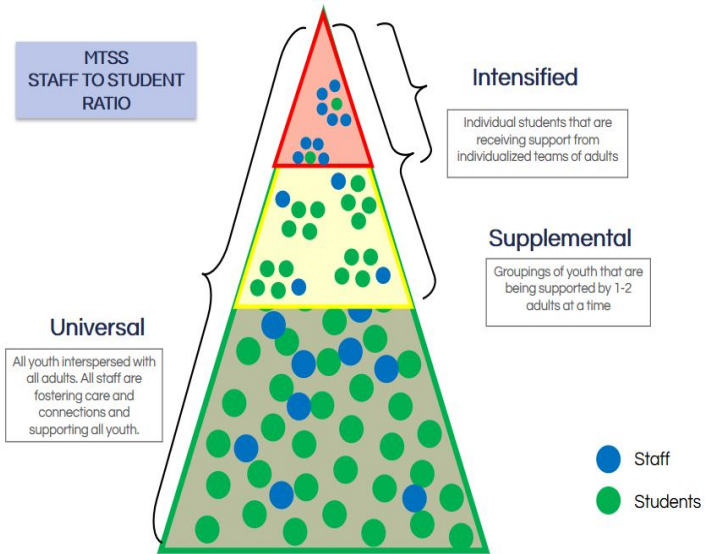 MTSS
STAFF TO STUDENT
RATIO
Intensified
Individual students that are
receiving support from
individualized teams of adults
Supplemental
Groupings of youth that are
being supported by 1-2
adults at a time
Universal
All youth interspersed with
all adults. All staff are
fostering care and
connections and
supporting all youth.
Staff
Students